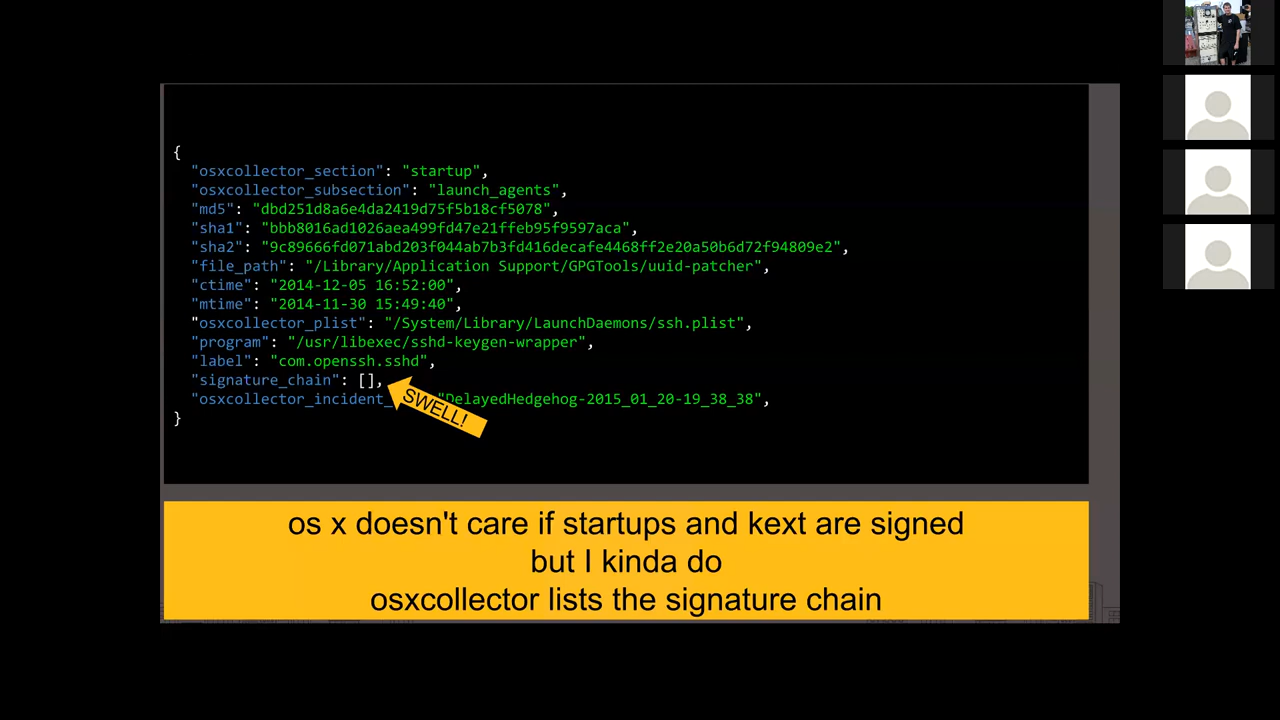 {
"osxcollector_section": "startup",
"osxcollector_subsection": "launch_agents",
"md5": "dbd251d8a6e4da2419d75f5b18cf5078",
"sha1": "bbb8016ad1026aea499fd47e21ffeb95f9597aca",
"sha2": "9c89666fd071abd203f044ab7b3fd416decafe4468ff2e20a50b6d72f94809e2",
"file_path": "/Library/Application Support/GPGTools/uuid-patcher",
"ctime": "2014-12-05 16:52:00",
"mtime": "2014-11-30 15:49:40",
"osxcollector_plist": "/System/Library/LaunchDaemons/ssh.plist",
"program": "/usr/libexec/sshd-keygen-wrapper",
"label": "com.openssh.sshd",
"signature_chain": [],
SWELL!
"osxcollector_incident_ "DelayedHedgehog-2015_01_20-19_38_38",
}
os x doesn't care if startups and kext are signed
but I kinda do
osxcollector lists the signature chain